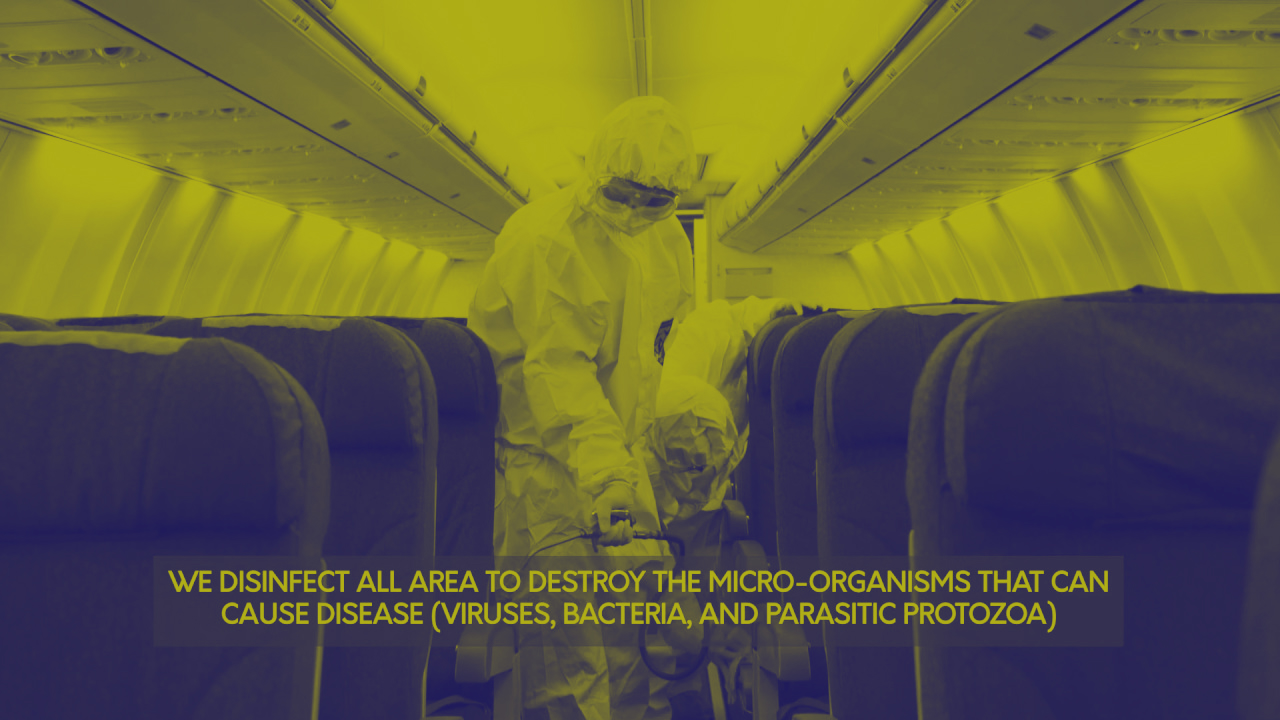 WE DISINFECT ALL AREA TO DESTROY THE MICRO-ORGANISMS THAT CAN
CAUSE DISEASE (VIRUSES, BACTERIA, AND PARASITIC PROTOZOA)